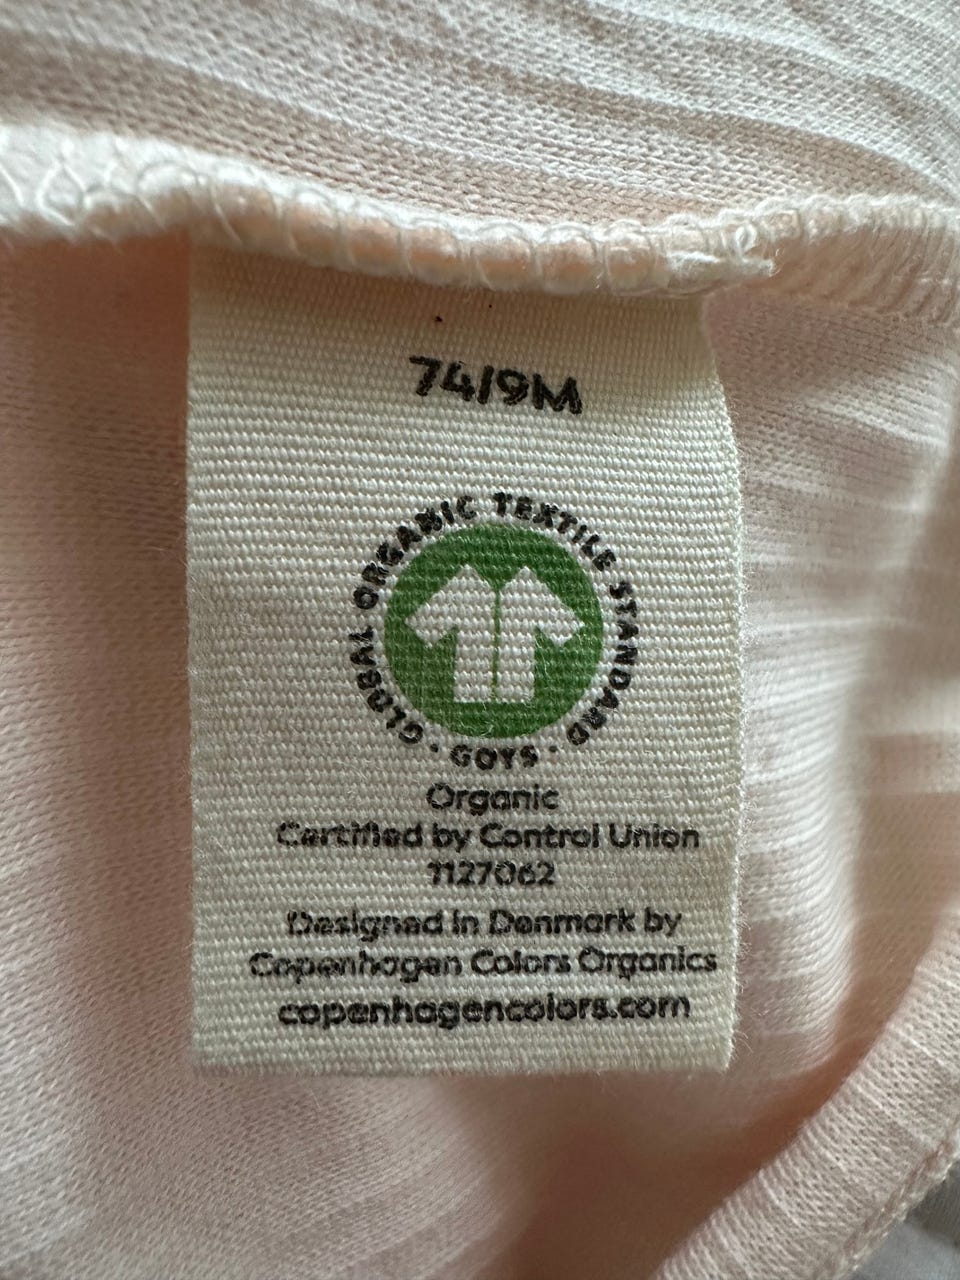 74/9M
GLOBAL ORGANIC TEXTILE STANDARD · GOTS ·
Organic
Certified by Control Union
1127062
Designed in Denmark by
Copenhagen Colors Organics
copenhagencolors.com